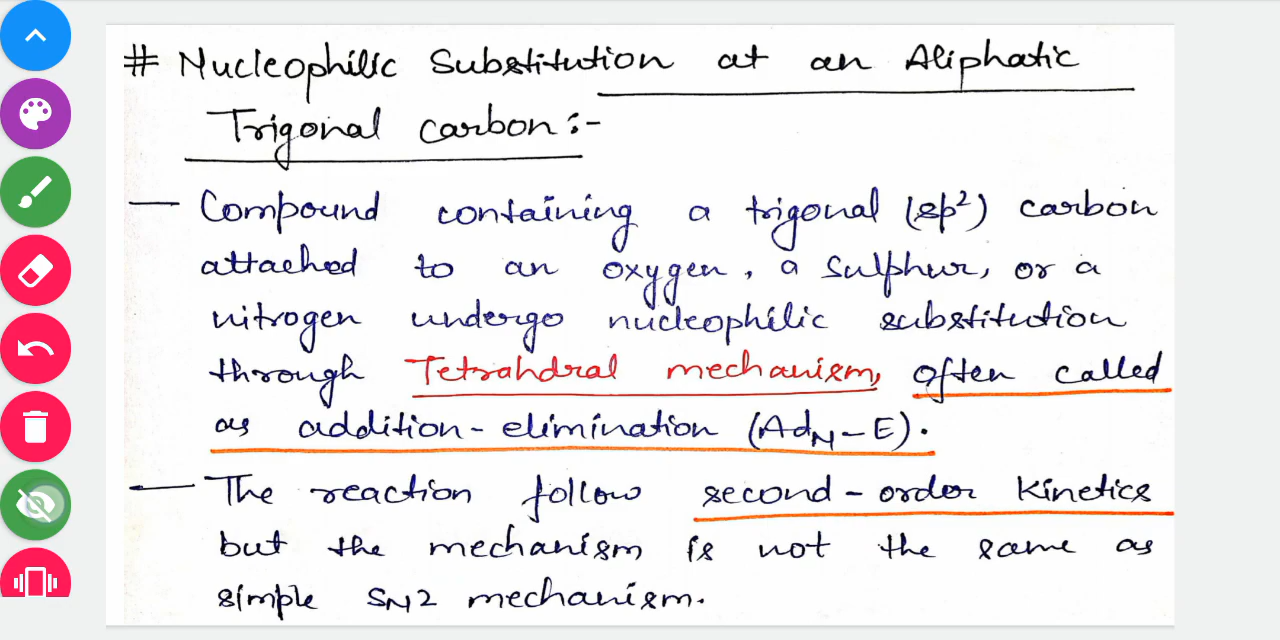 # Nucleophilic Substitution at an Aliphatic
Trigonal carbon :-
— Compound containing a trigonal (sp²) carbon
attached to an oxygen, a sulphur, or a
nitrogen undergo nucleophilic substitution
through Tetrahdral mechanism, often called
as addition - elimination (AdN – E).
— The reaction follow second - order Kinetics
but the mechanism is not the same as
simple SN2 mechanism.